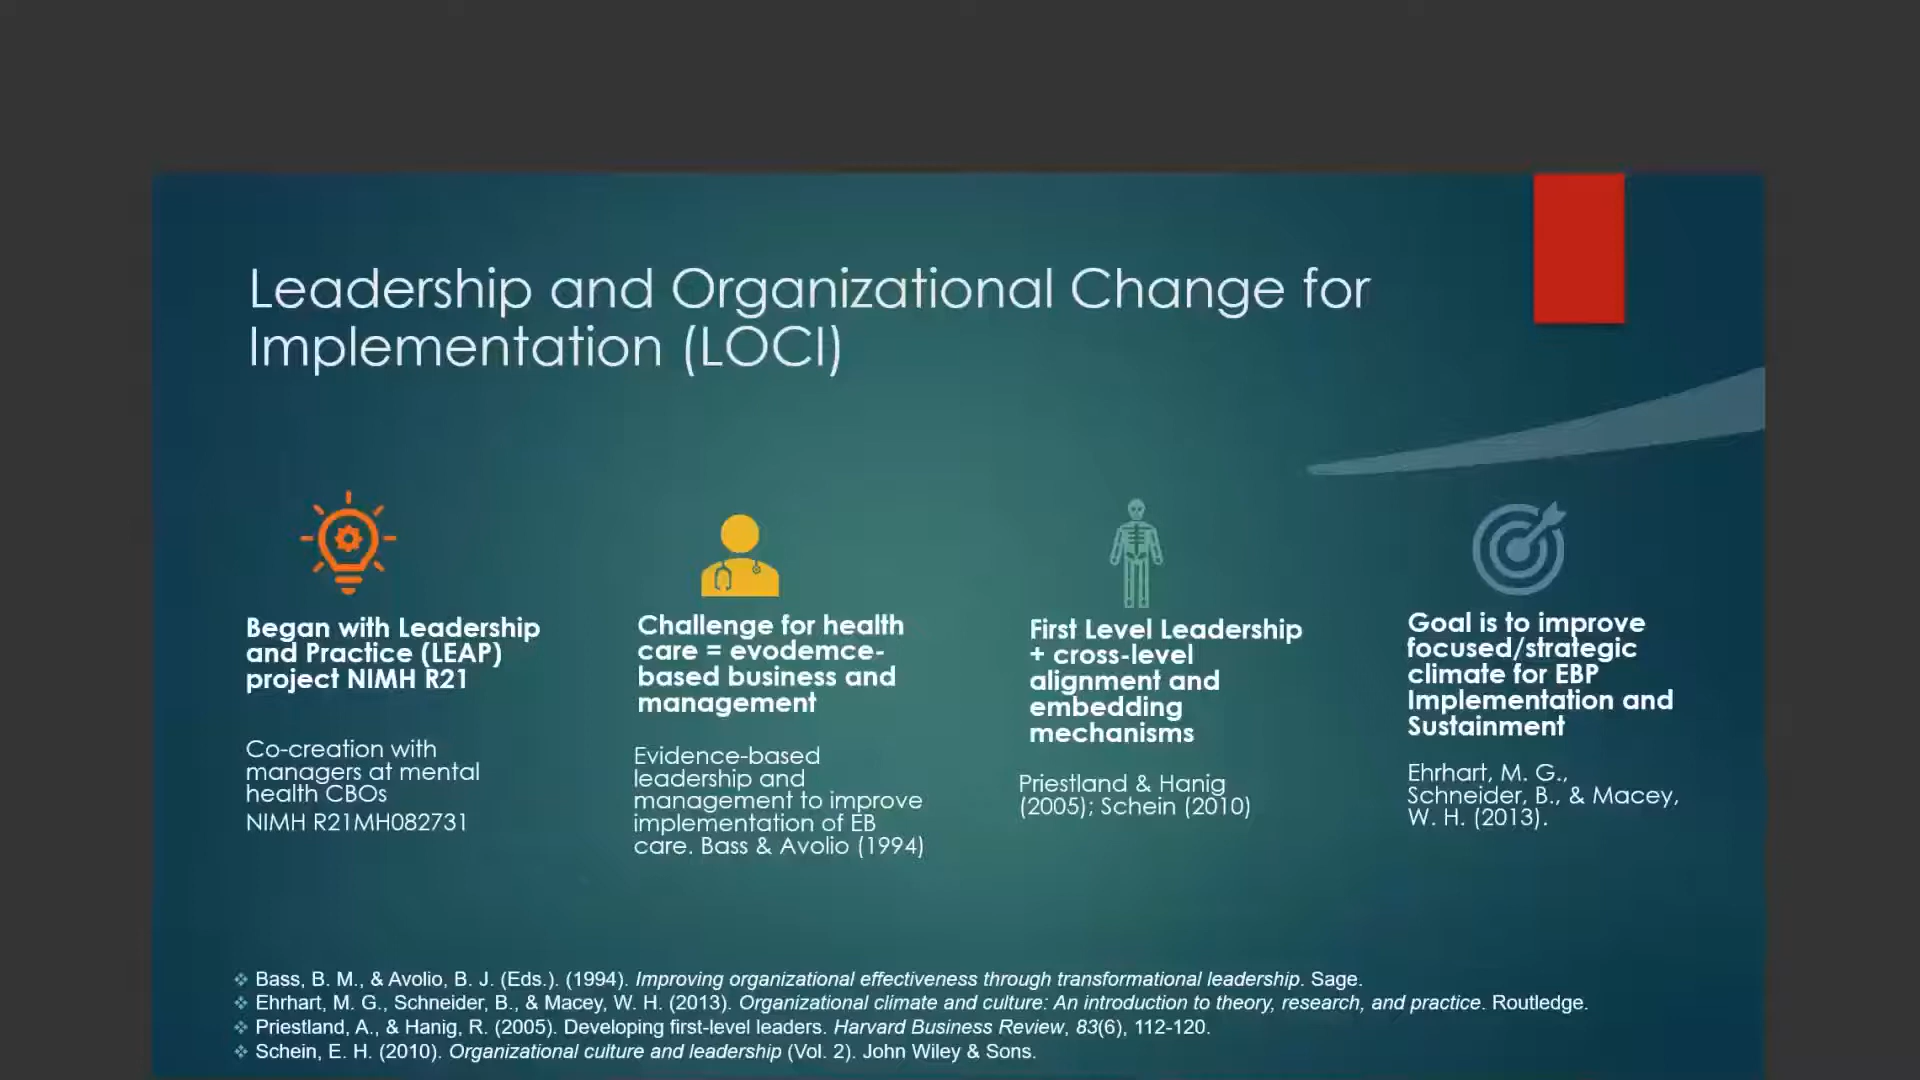 Leadership and Organizational Change for
Implementation (LOCI)
Began with Leadership
and Practice (LEAP)
project NIMH R21
Co-creation with
managers at mental
health CBOs
NIMH R21MH082731
Challenge for health
care = evodemce-
based business and
management
Evidence-based
leadership and
management to improve
implementation of EB
care. Bass & Avolio (1994)
First Level Leadership
+ cross-level
alignment and
embedding
mechanisms
Priestland & Hanig
(2005); Schein (2010)
Goal is to improve
focused/strategic
climate for EBP
Implementation and
Sustainment
Ehrhart, M. G.,
Schneider, B., & Macey,
W. H. (2013).
❖ Bass, B. M., & Avolio, B. J. (Eds.). (1994). Improving organizational effectiveness through transformational leadership. Sage.
❖ Ehrhart, M. G., Schneider, B., & Macey, W. H. (2013). Organizational climate and culture: An introduction to theory, research, and practice. Routledge.
❖ Priestland, A., & Hanig, R. (2005). Developing first-level leaders. Harvard Business Review, 83(6), 112-120.
❖ Schein, E. H. (2010). Organizational culture and leadership (Vol. 2). John Wiley & Sons.